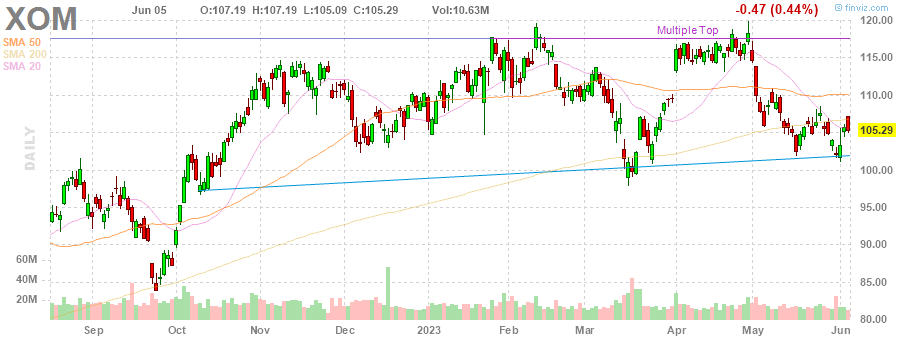 XOM
Jun 05 O:107.19 H:107.19 L:105.09 C:105.29 Vol:10.63M -0.47 (0.44%)
© finviz.com
SMA 50
SMA 200
SMA 20
Multiple Top
DAILY
120.00
115.00
110.00
105.29
100.00
95.00
90.00
85.00
80.00
60M
40M
20M
Sep Oct Nov Dec 2023 Feb Mar Apr May Jun